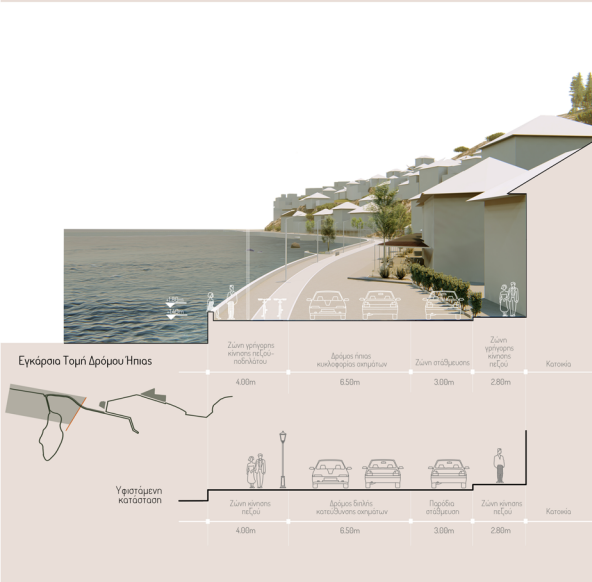 Ζώνη γρήγορης
κίνησης πεζού-
ποδηλάτου
Δρόμος ήπιας
κυκλοφορίας οχημάτων
Ζώνη στάθμευσης
Ζώνη
γρήγορης
κίνησης
πεζού
Κατοικία
4.00m
6.50m
3.00m
2.80m
Εγκάρσια Τομή Δρόμου Ήπιας
Υφιστάμενη
κατάσταση
Ζώνη κίνησης
πεζού
Δρόμος διπλής
κατεύθυνσης οχημάτων
Παρόδια
στάθμευση
Ζώνη κίνησης
πεζού
Κατοικία
4.00m
6.50m
3.00m
2.80m